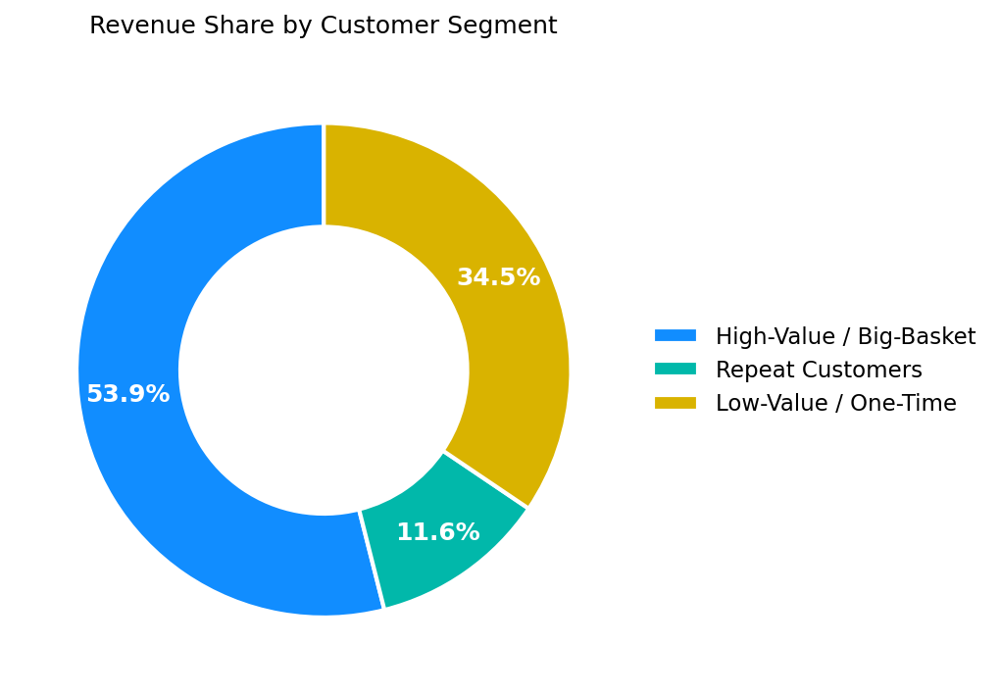 Revenue Share by Customer Segment
34.5%
53.9%
11.6%
High-Value / Big-Basket
Repeat Customers
Low-Value / One-Time